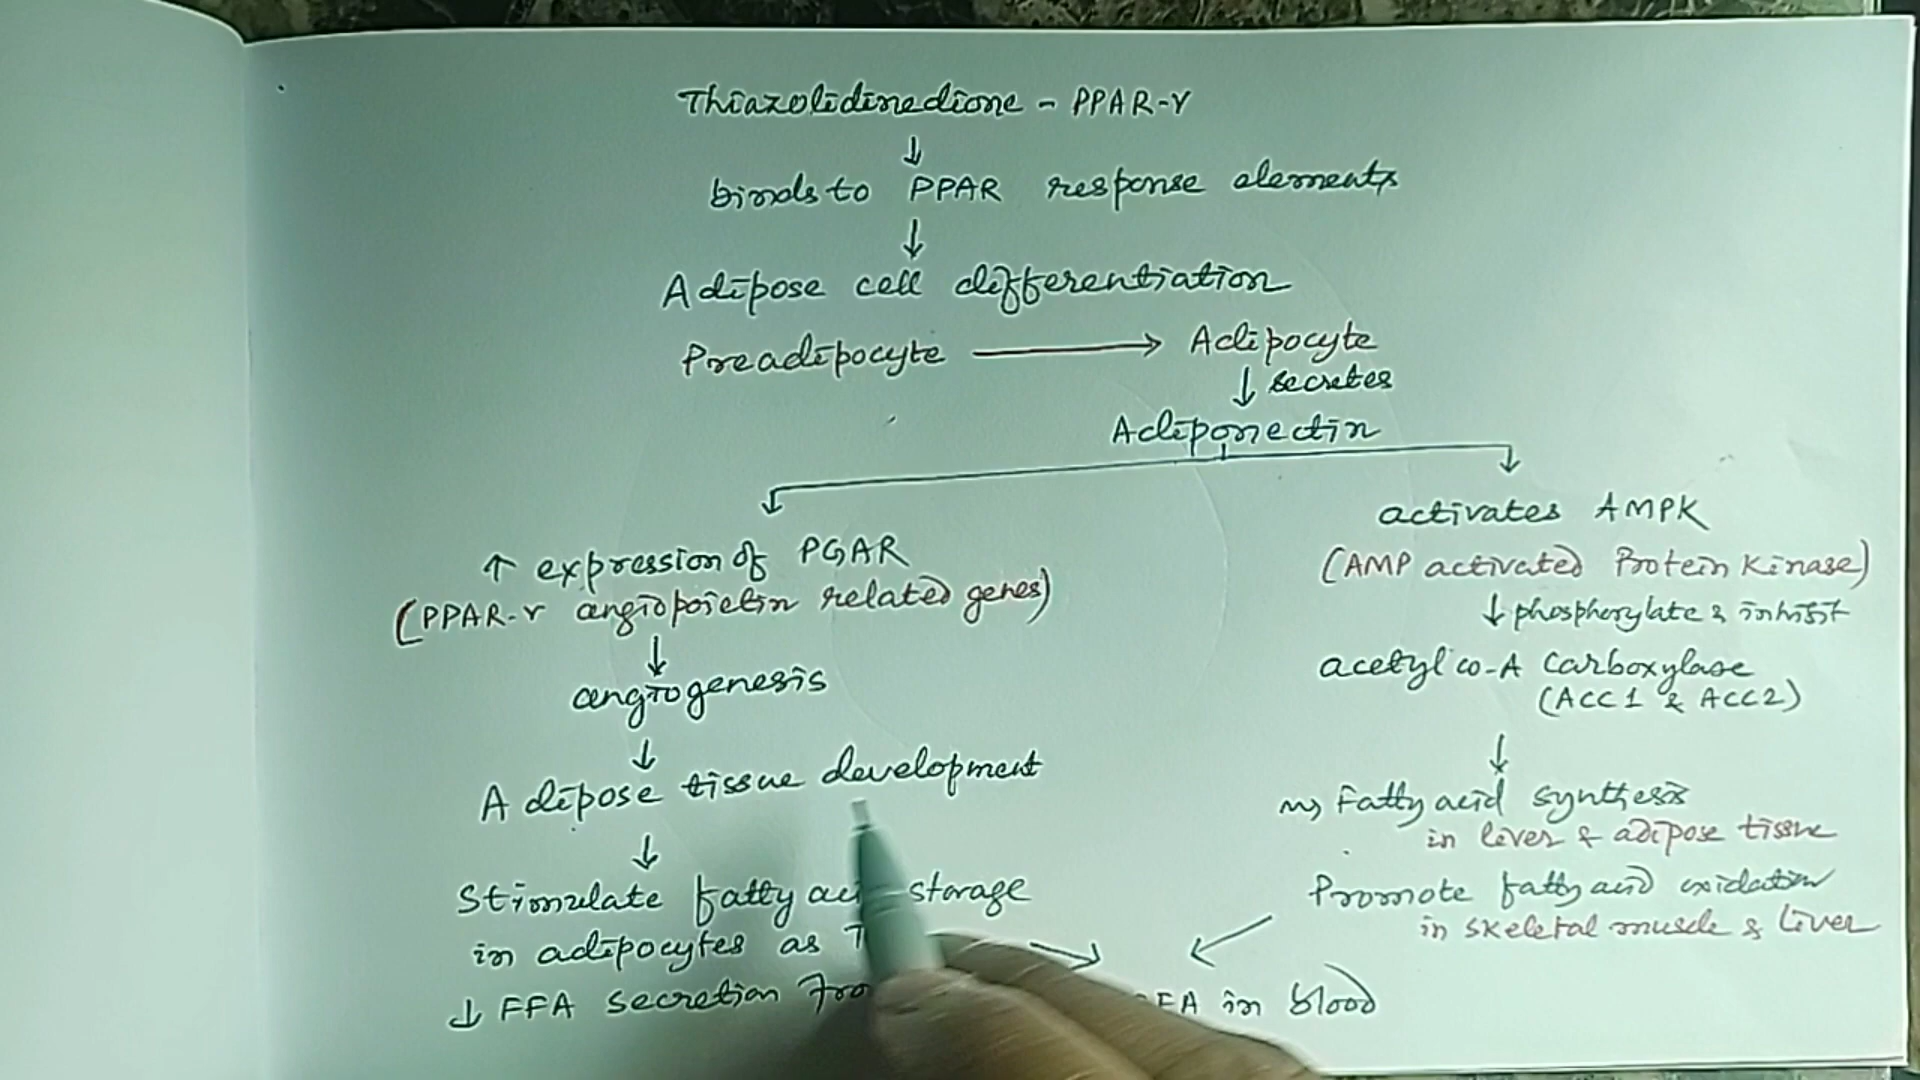 Thiazolidinedione - PPAR-γ
↓
binds to PPAR response elements
↓
Adipose cell differentiation
Preadipocyte → Adipocyte
↓ secretes
Adiponectin
↑ expression of PGAR
(PPAR-γ angiopoietin related genes)
↓
angiogenesis
↓
Adipose tissue development
↓
Stimulate fatty storage
in adipocytes as
↓ FFA secretion
activates AMPK
(AMP activated Protein Kinase)
↓ phosphorylate & inhibit
acetyl co-A carboxylase
(ACC1 & ACC2)
↓
Fatty acid synthesis
in liver & adipose tissue
Promote fatty acid oxidation
in skeletal muscle & Liver
in blood